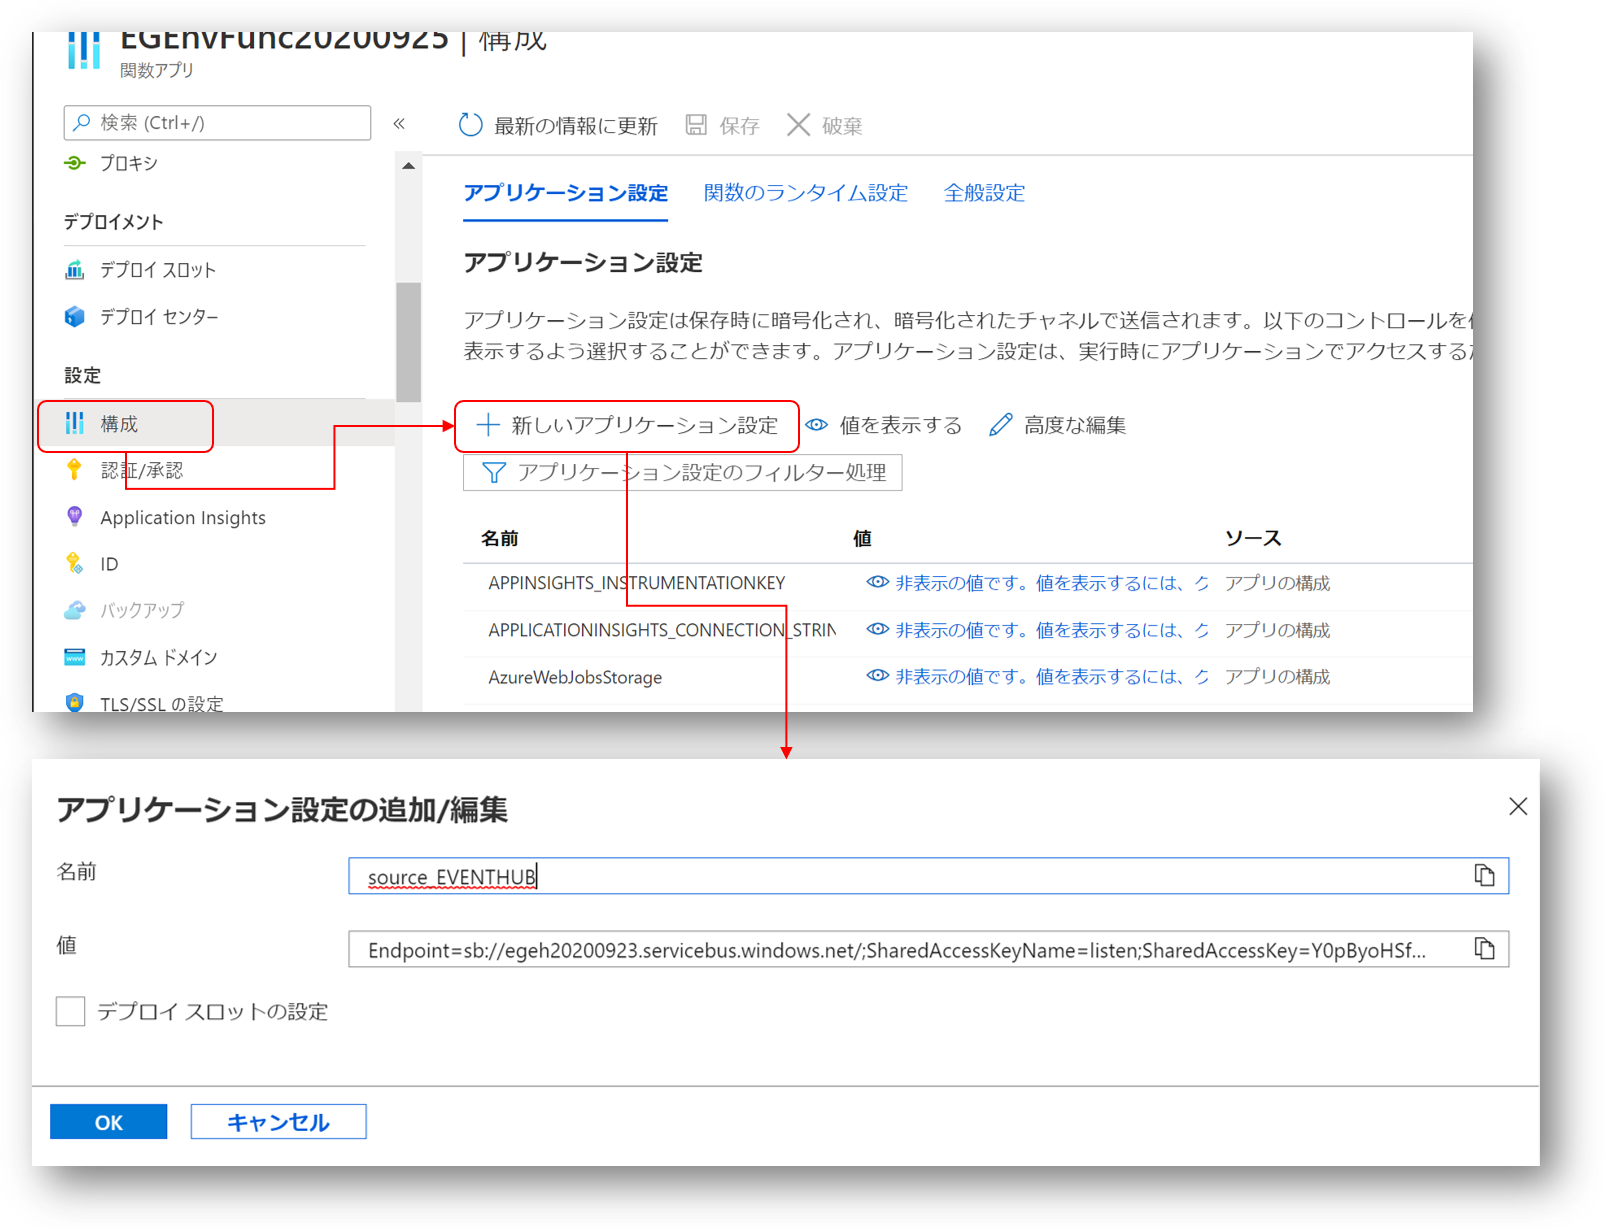 EGEnvFunc20200925 | 構成
関数アプリ
検索 (Ctrl+/)
«
最新の情報に更新
保存
破棄
プロキシ
デプロイメント
デプロイ スロット
デプロイ センター
設定
構成
認証/承認
Application Insights
ID
バックアップ
カスタム ドメイン
TLS/SSL の設定
アプリケーション設定
関数のランタイム設定
全般設定
アプリケーション設定
アプリケーション設定は保存時に暗号化され、暗号化されたチャネルで送信されます。以下のコントロールを
表示するよう選択することができます。アプリケーション設定は、実行時にアプリケーションでアクセスする
新しいアプリケーション設定
値を表示する
高度な編集
アプリケーション設定のフィルター処理
名前 値 ソース
APPINSIGHTS_INSTRUMENTATIONKEY 非表示の値です。値を表示するには、ク アプリの構成
APPLICATIONINSIGHTS_CONNECTION_STRIN 非表示の値です。値を表示するには、ク アプリの構成
AzureWebJobsStorage 非表示の値です。値を表示するには、ク アプリの構成
アプリケーション設定の追加/編集
名前
source_EVENTHUB
値
Endpoint=sb://egeh20200923.servicebus.windows.net/;SharedAccessKeyName=listen;SharedAccessKey=Y0pByoHSf...
デプロイ スロットの設定
OK
キャンセル